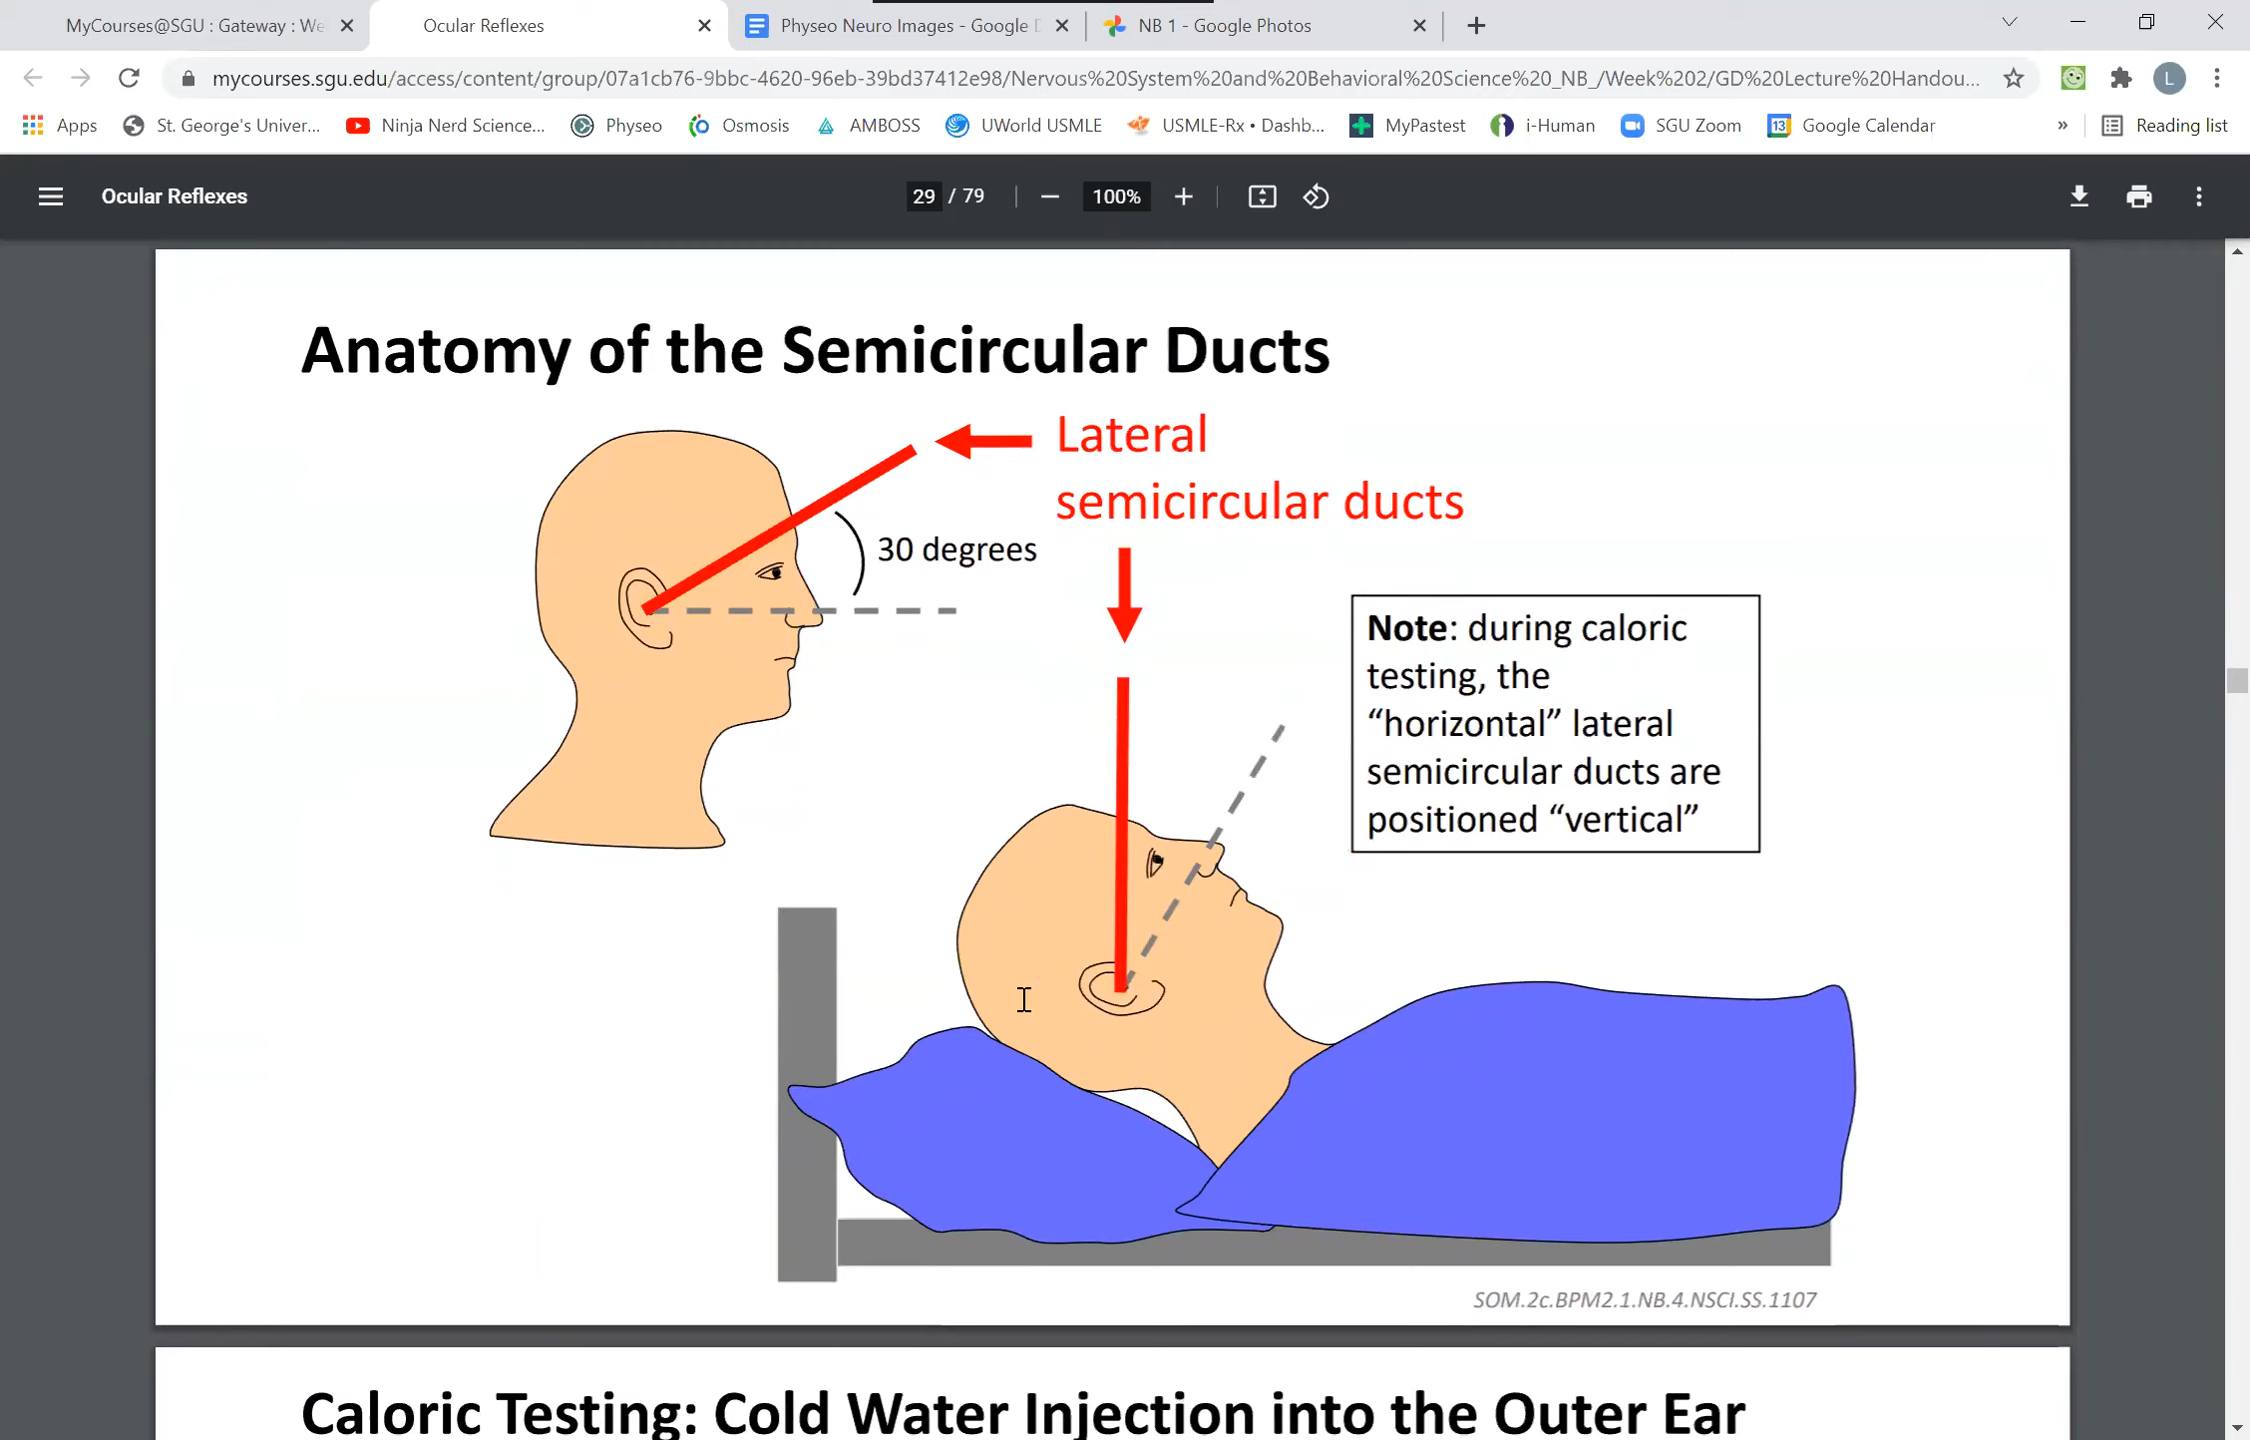 MyCourses@SGU : Gateway : We
Ocular Reflexes
Physeo Neuro Images - Google D
NB 1 - Google Photos
mycourses.sgu.edu/access/content/group/07a1cb76-9bbc-4620-96eb-39bd37412e98/Nervous%20System%20and%20Behavioral%20Science%20_NB_/Week%202/GD%20Lecture%20Handou...
L
Apps
St. George's Univer...
Ninja Nerd Science...
Physeo
Osmosis
AMBOSS
UWorld USMLE
USMLE-Rx • Dashb...
MyPastest
i-Human
SGU Zoom
13
Google Calendar
»
Reading list
Ocular Reflexes
29 / 79
100%
Anatomy of the Semicircular Ducts
Lateral
semicircular ducts
30 degrees
Note: during caloric
testing, the
“horizontal” lateral
semicircular ducts are
positioned “vertical”
SOM.2c.BPM2.1.NB.4.NSCI.SS.1107
Caloric Testing: Cold Water Injection into the Outer Ear